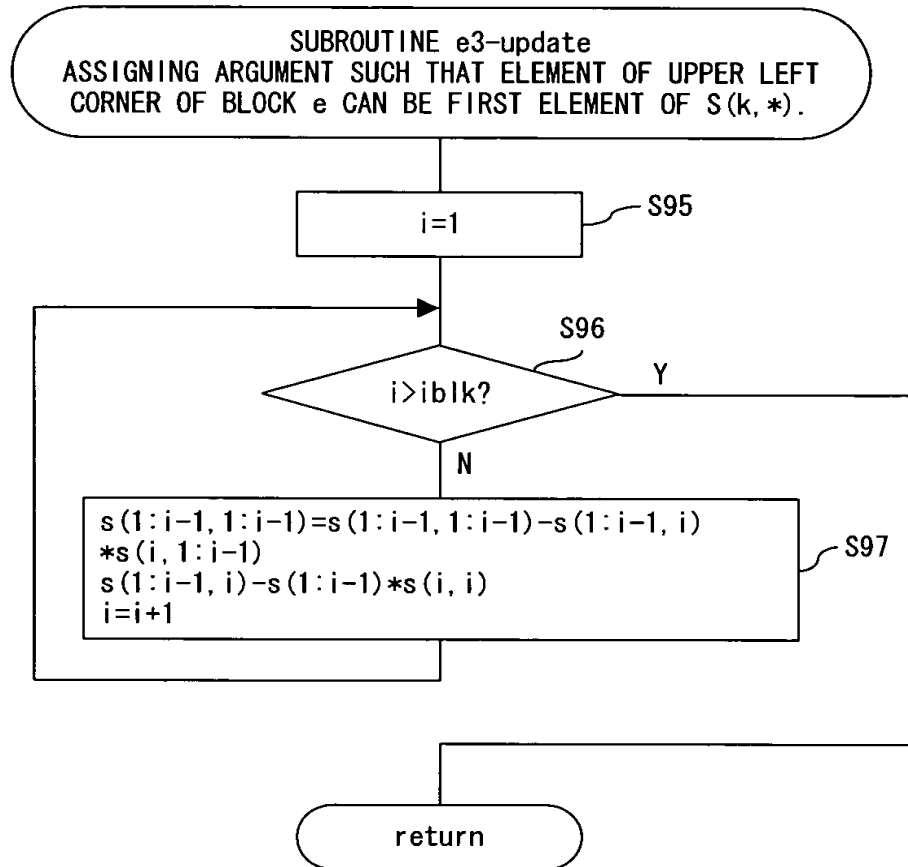 SUBROUTINE e3-update
ASSIGNING ARGUMENT SUCH THAT ELEMENT OF UPPER LEFT
CORNER OF BLOCK e CAN BE FIRST ELEMENT OF S(k,*).
i=1
S95
S96
i>iblk?
Y
N
s(1:i-1,1:i-1)=s(1:i-1,1:i-1)-s(1:i-1,i)
*s(i,1:i-1)
s(1:i-1,i)-s(1:i-1)*s(i,i)
i=i+1
S97
return